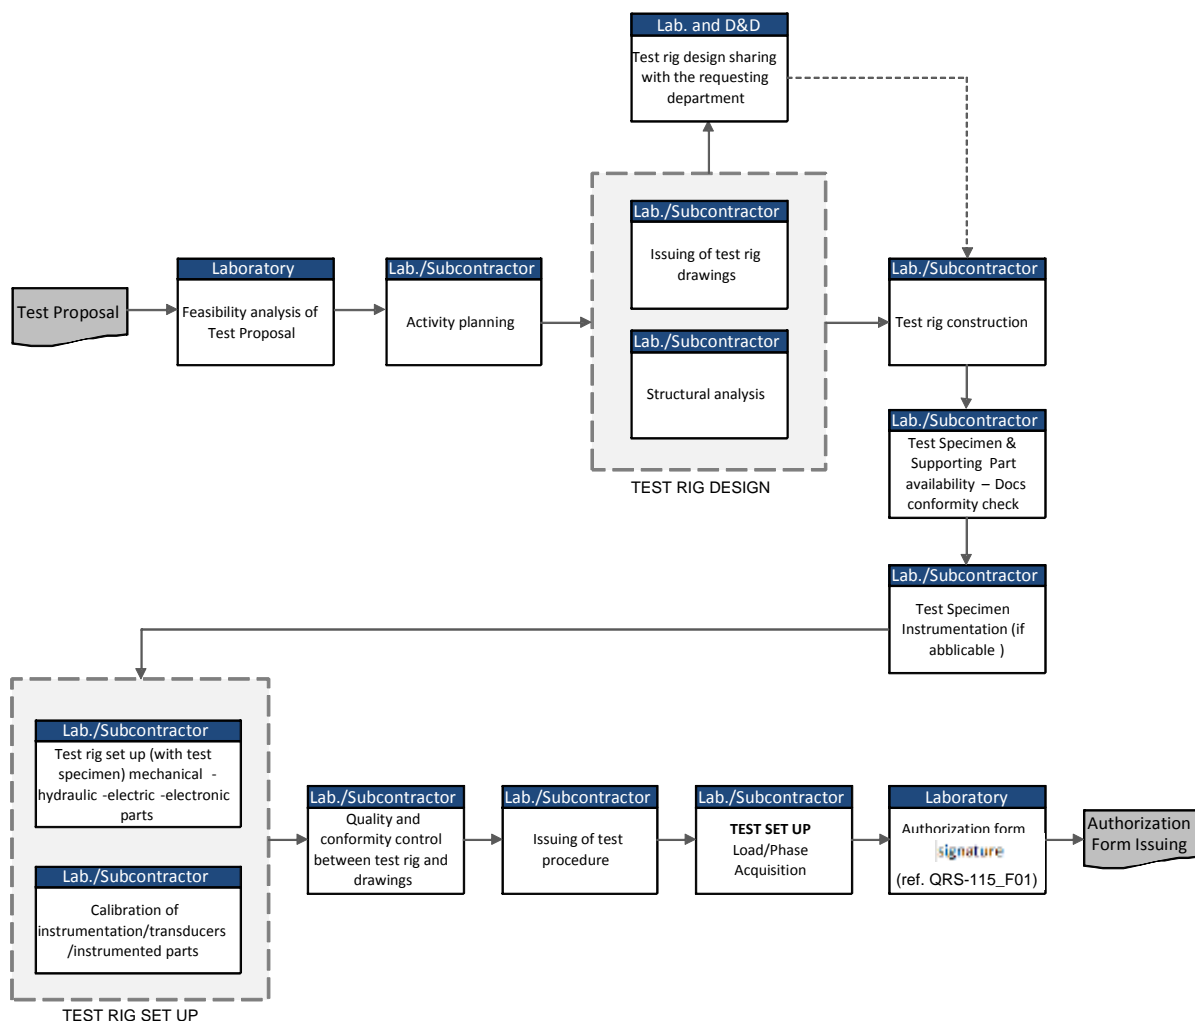 Lab. and D&D
Test rig design sharing
with the requesting
department
Lab./Subcontractor
Issuing of test rig
drawings
Laboratory
Lab./Subcontractor
Lab./Subcontractor
Test Proposal
Feasibility analysis of
Test Proposal
Activity planning
Test rig construction
Lab./Subcontractor
Structural analysis
TEST RIG DESIGN
Lab./Subcontractor
Test Specimen &
Supporting Part
availability – Docs
conformity check
Lab./Subcontractor
Test Specimen
Instrumentation (if
abblicable )
Lab./Subcontractor
Test rig set up (with test
specimen) mechanical -
hydraulic -electric -electronic
parts
Lab./Subcontractor
Calibration of
instrumentation/transducers
/instrumented parts
TEST RIG SET UP
Lab./Subcontractor
Quality and
conformity control
between test rig and
drawings
Lab./Subcontractor
Issuing of test
procedure
Lab./Subcontractor
TEST SET UP
Load/Phase
Acquisition
Laboratory
Authorization form
signature
(ref. QRS-115_F01)
Authorization
Form Issuing